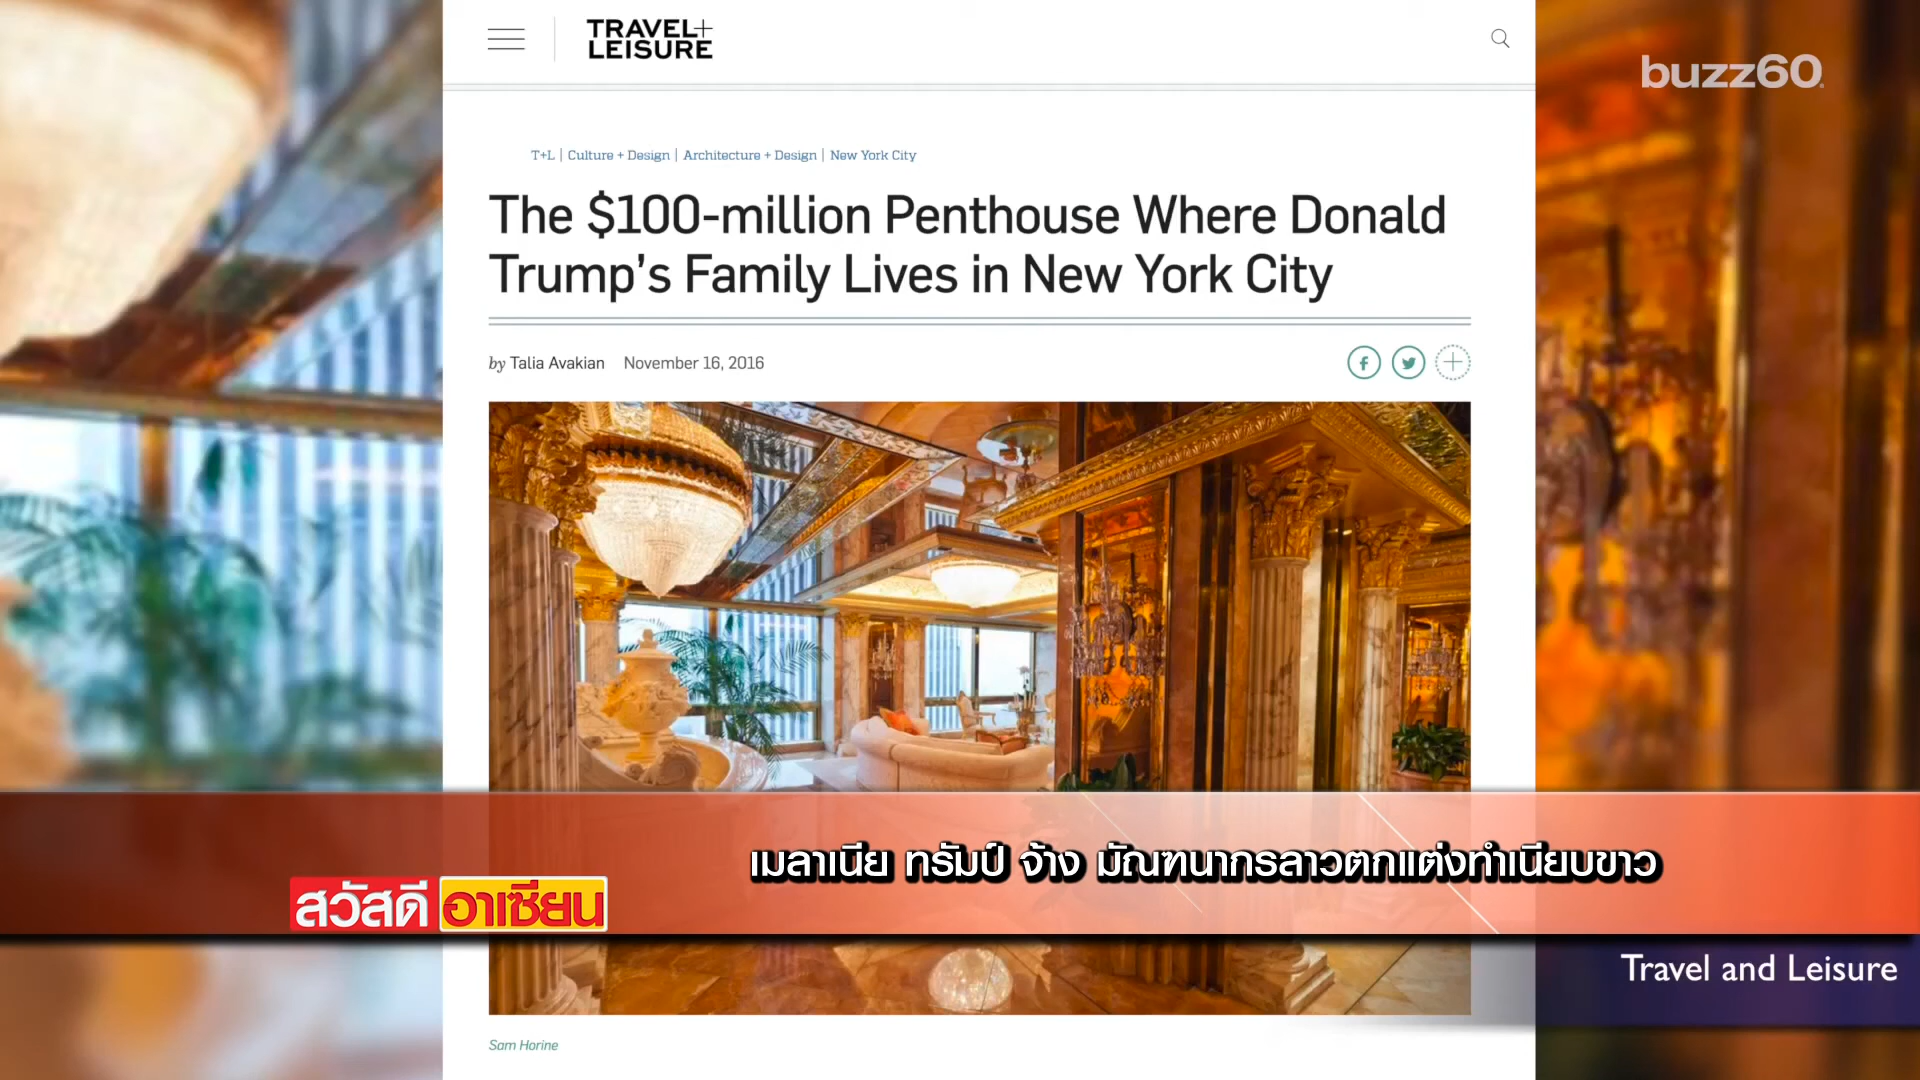 TRAVEL+
LEISURE
buzz60
T+L | Culture + Design | Architecture + Design | New York City
The $100-million Penthouse Where Donald
Trump's Family Lives in New York City
by Talia Avakian November 16, 2016
เมลาเนีย ทรัมป์ จ้าง มัณฑนากรลาวตกแต่งทำเนียบขาว
สวัสดี อาเซียน
Travel and Leisure
Sam Horine